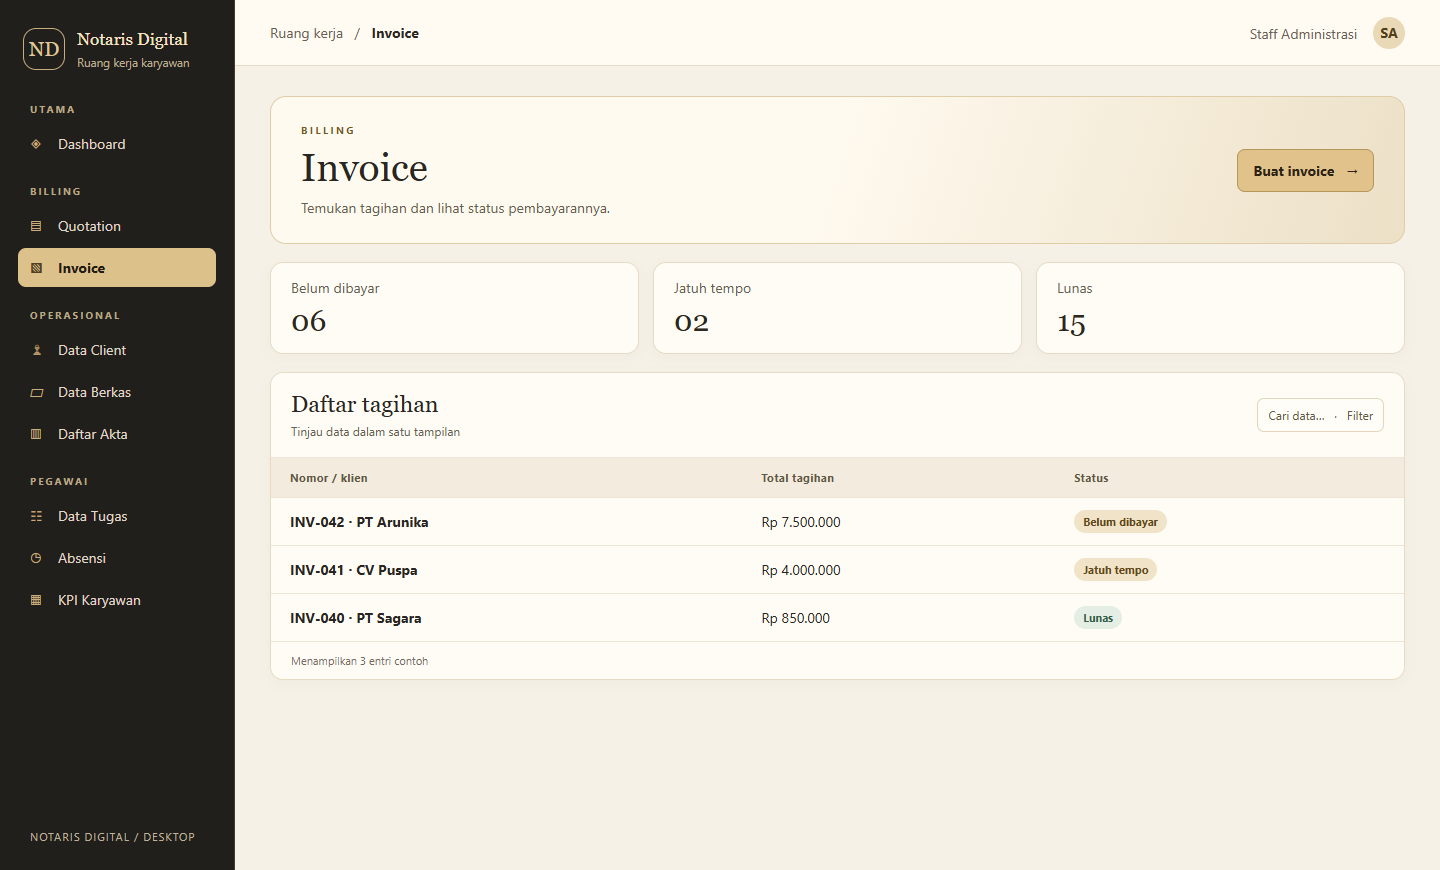 ND
Notaris Digital
Ruang kerja karyawan
UTAMA
Dashboard
BILLING
Quotation
Invoice
OPERASIONAL
Data Client
Data Berkas
Daftar Akta
PEGAWAI
Data Tugas
Absensi
KPI Karyawan
NOTARIS DIGITAL / DESKTOP
Ruang kerja / Invoice
Staff Administrasi SA
BILLING
Invoice
Temukan tagihan dan lihat status pembayarannya.
Buat invoice →
Belum dibayar
06
Jatuh tempo
02
Lunas
15
Daftar tagihan
Tinjau data dalam satu tampilan
Cari data... · Filter
Nomor / klien Total tagihan Status
INV-042 · PT Arunika Rp 7.500.000 Belum dibayar
INV-041 · CV Puspa Rp 4.000.000 Jatuh tempo
INV-040 · PT Sagara Rp 850.000 Lunas
Menampilkan 3 entri contoh